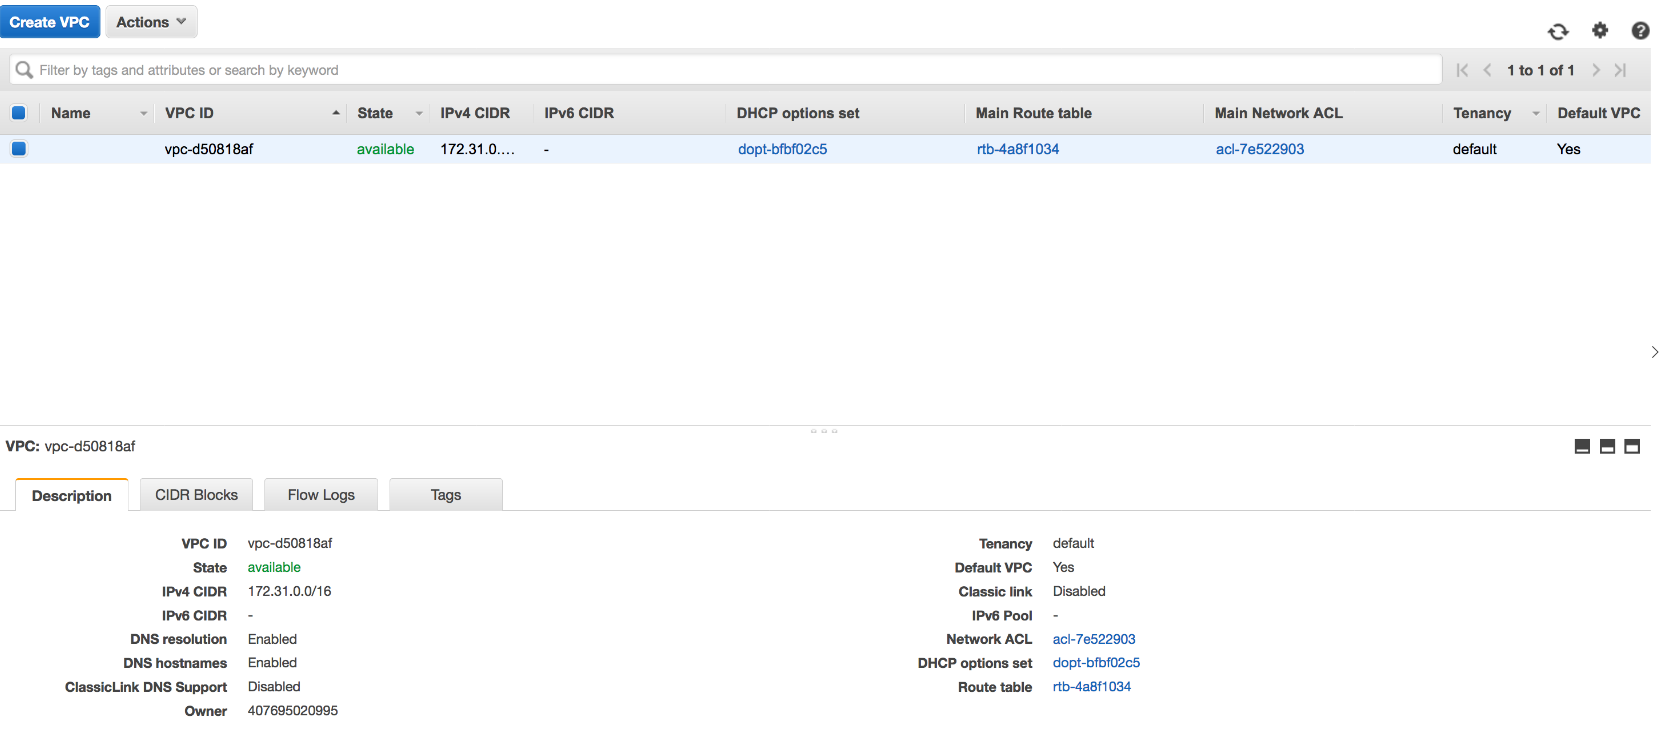 Create VPC Actions
Filter by tags and attributes or search by keyword 1 to 1 of 1
Name VPC ID State IPv4 CIDR IPv6 CIDR DHCP options set Main Route table Main Network ACL Tenancy Default VPC
vpc-d50818af available 172.31.0.... - dopt-bfbf02c5 rtb-4a8f1034 acl-7e522903 default Yes
VPC: vpc-d50818af
Description CIDR Blocks Flow Logs Tags
VPC ID vpc-d50818af Tenancy default
State available Default VPC Yes
IPv4 CIDR 172.31.0.0/16 Classic link Disabled
IPv6 CIDR - IPv6 Pool -
DNS resolution Enabled Network ACL acl-7e522903
DNS hostnames Enabled DHCP options set dopt-bfbf02c5
ClassicLink DNS Support Disabled Route table rtb-4a8f1034
Owner 407695020995